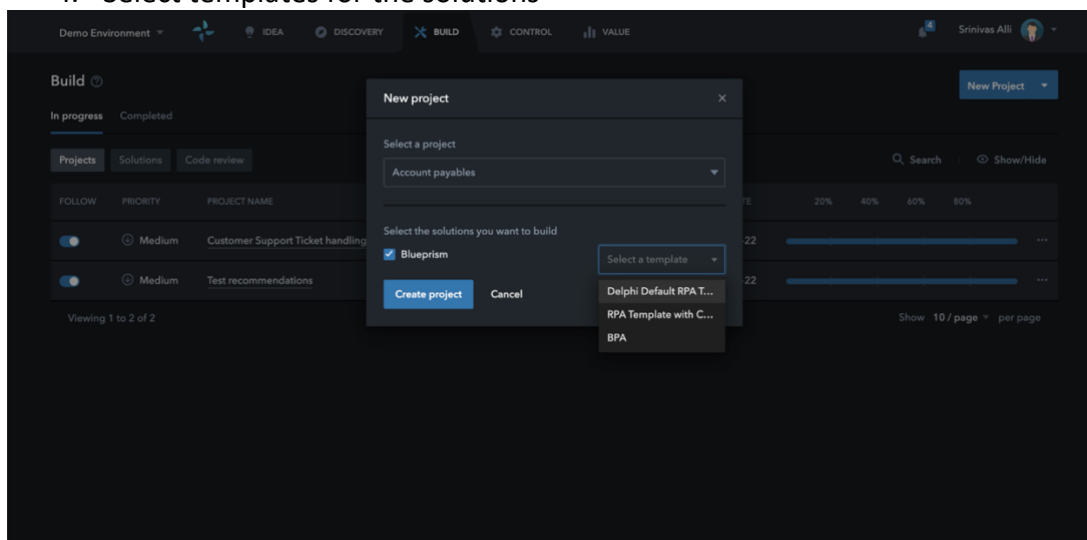 Select templates for the solutions
Demo Environment IDEA DISCOVERY BUILD CONTROL VALUE 4 Srinivas Alli
Build
New Project
In progress Completed
New project
Select a project
Projects Solutions Code review
Account payables
Search Show/Hide
FOLLOW PRIORITY PROJECT NAME TE 20% 40% 60% 80%
Select the solutions you want to build
Medium Customer Support Ticket handling -22
Blueprism Select a template
Medium Test recommendations 22
Create project Cancel Delphi Default RPA T...
RPA Template with C...
BPA
Viewing 1 to 2 of 2 Show 10 / page per page